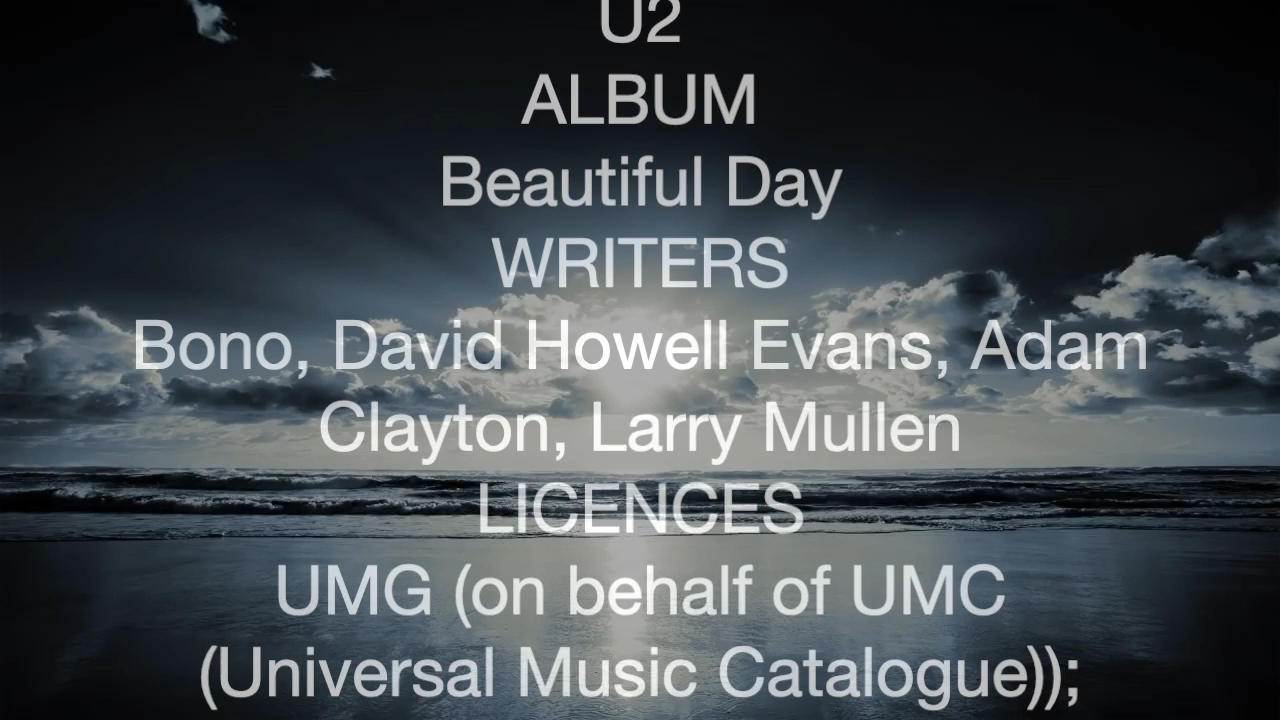 U2
ALBUM
Beautiful Day
WRITERS
Bono, David Howell Evans, Adam
Clayton, Larry Mullen
LICENCES
UMG (on behalf of UMC
(Universal Music Catalogue));